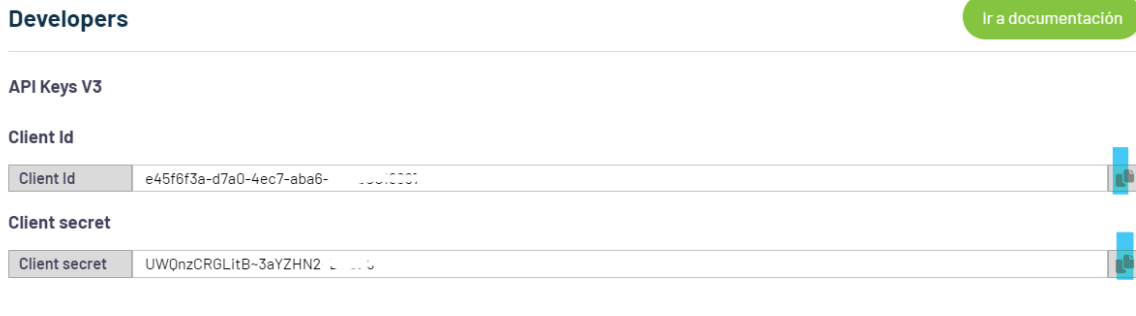 Developers
Ir a documentación
API Keys V3
Client Id
Client Id e45f6f3a-d7a0-4ec7-aba6-
Client secret
Client secret UWQnzCRGLitB~3aYZHN2